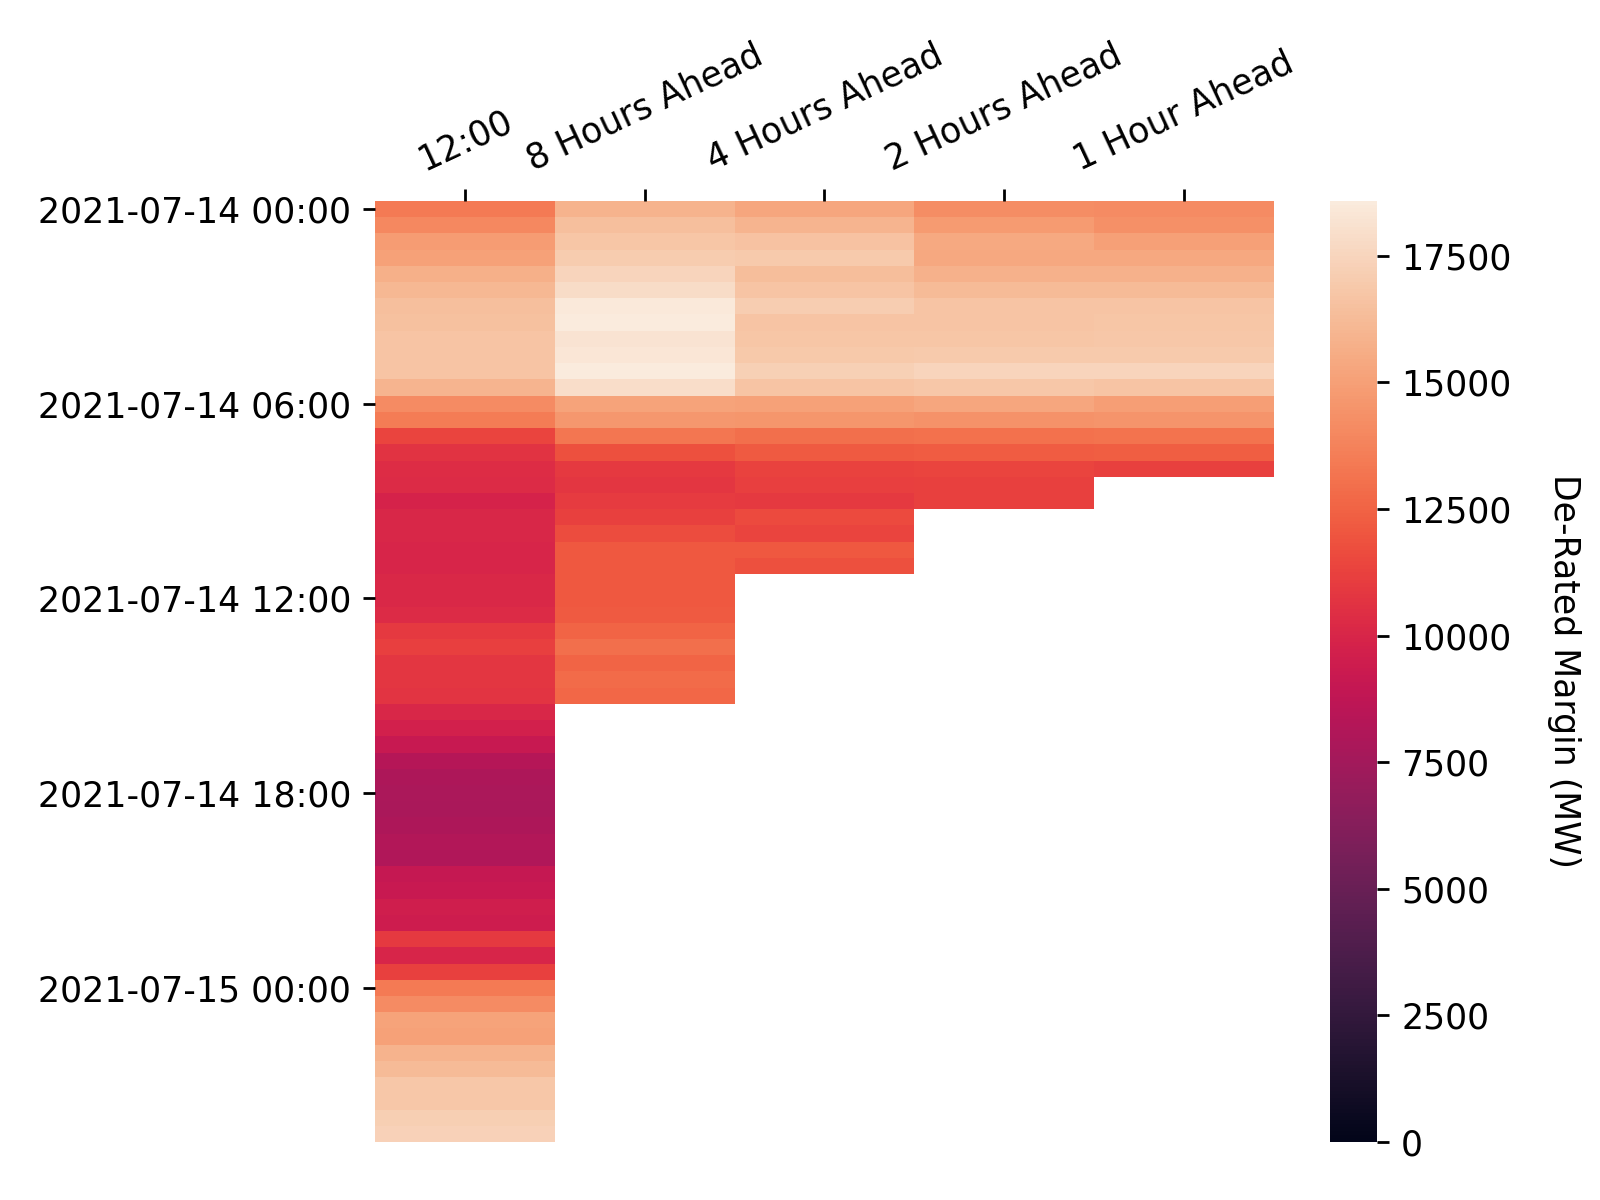 12:00
8 Hours Ahead
4 Hours Ahead
2 Hours Ahead
1 Hour Ahead
2021-07-14 00:00
2021-07-14 06:00
2021-07-14 12:00
2021-07-14 18:00
2021-07-15 00:00
17500
15000
12500
10000
7500
5000
2500
0
De-Rated Margin (MW)